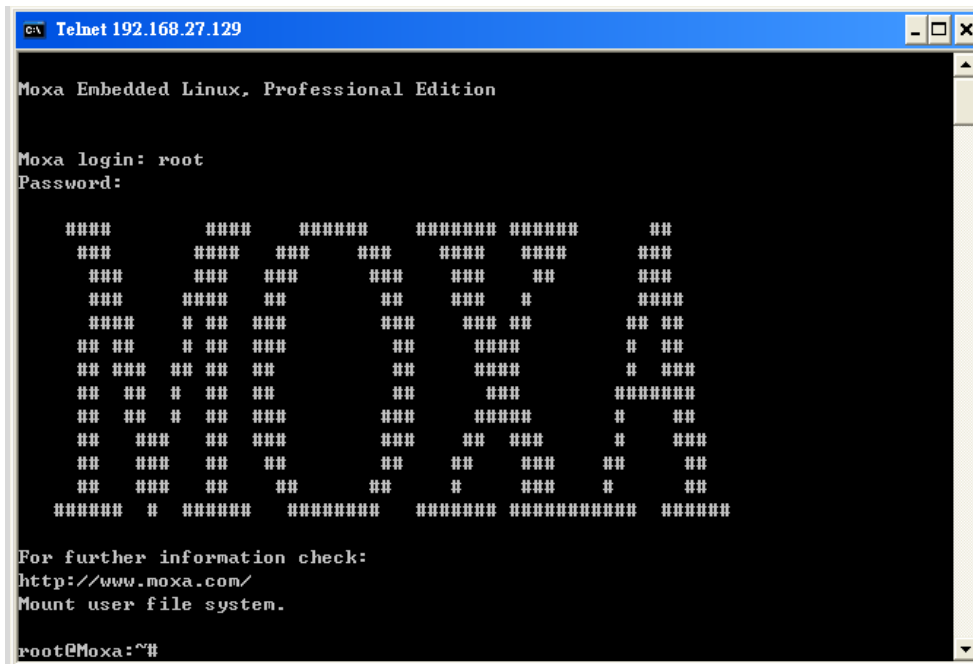 Telnet 192.168.27.129
Moxa Embedded Linux, Professional Edition
Moxa login: root
Password:
MOXA
For further information check:
http://www.moxa.com/
Mount user file system.
root@Moxa:~#